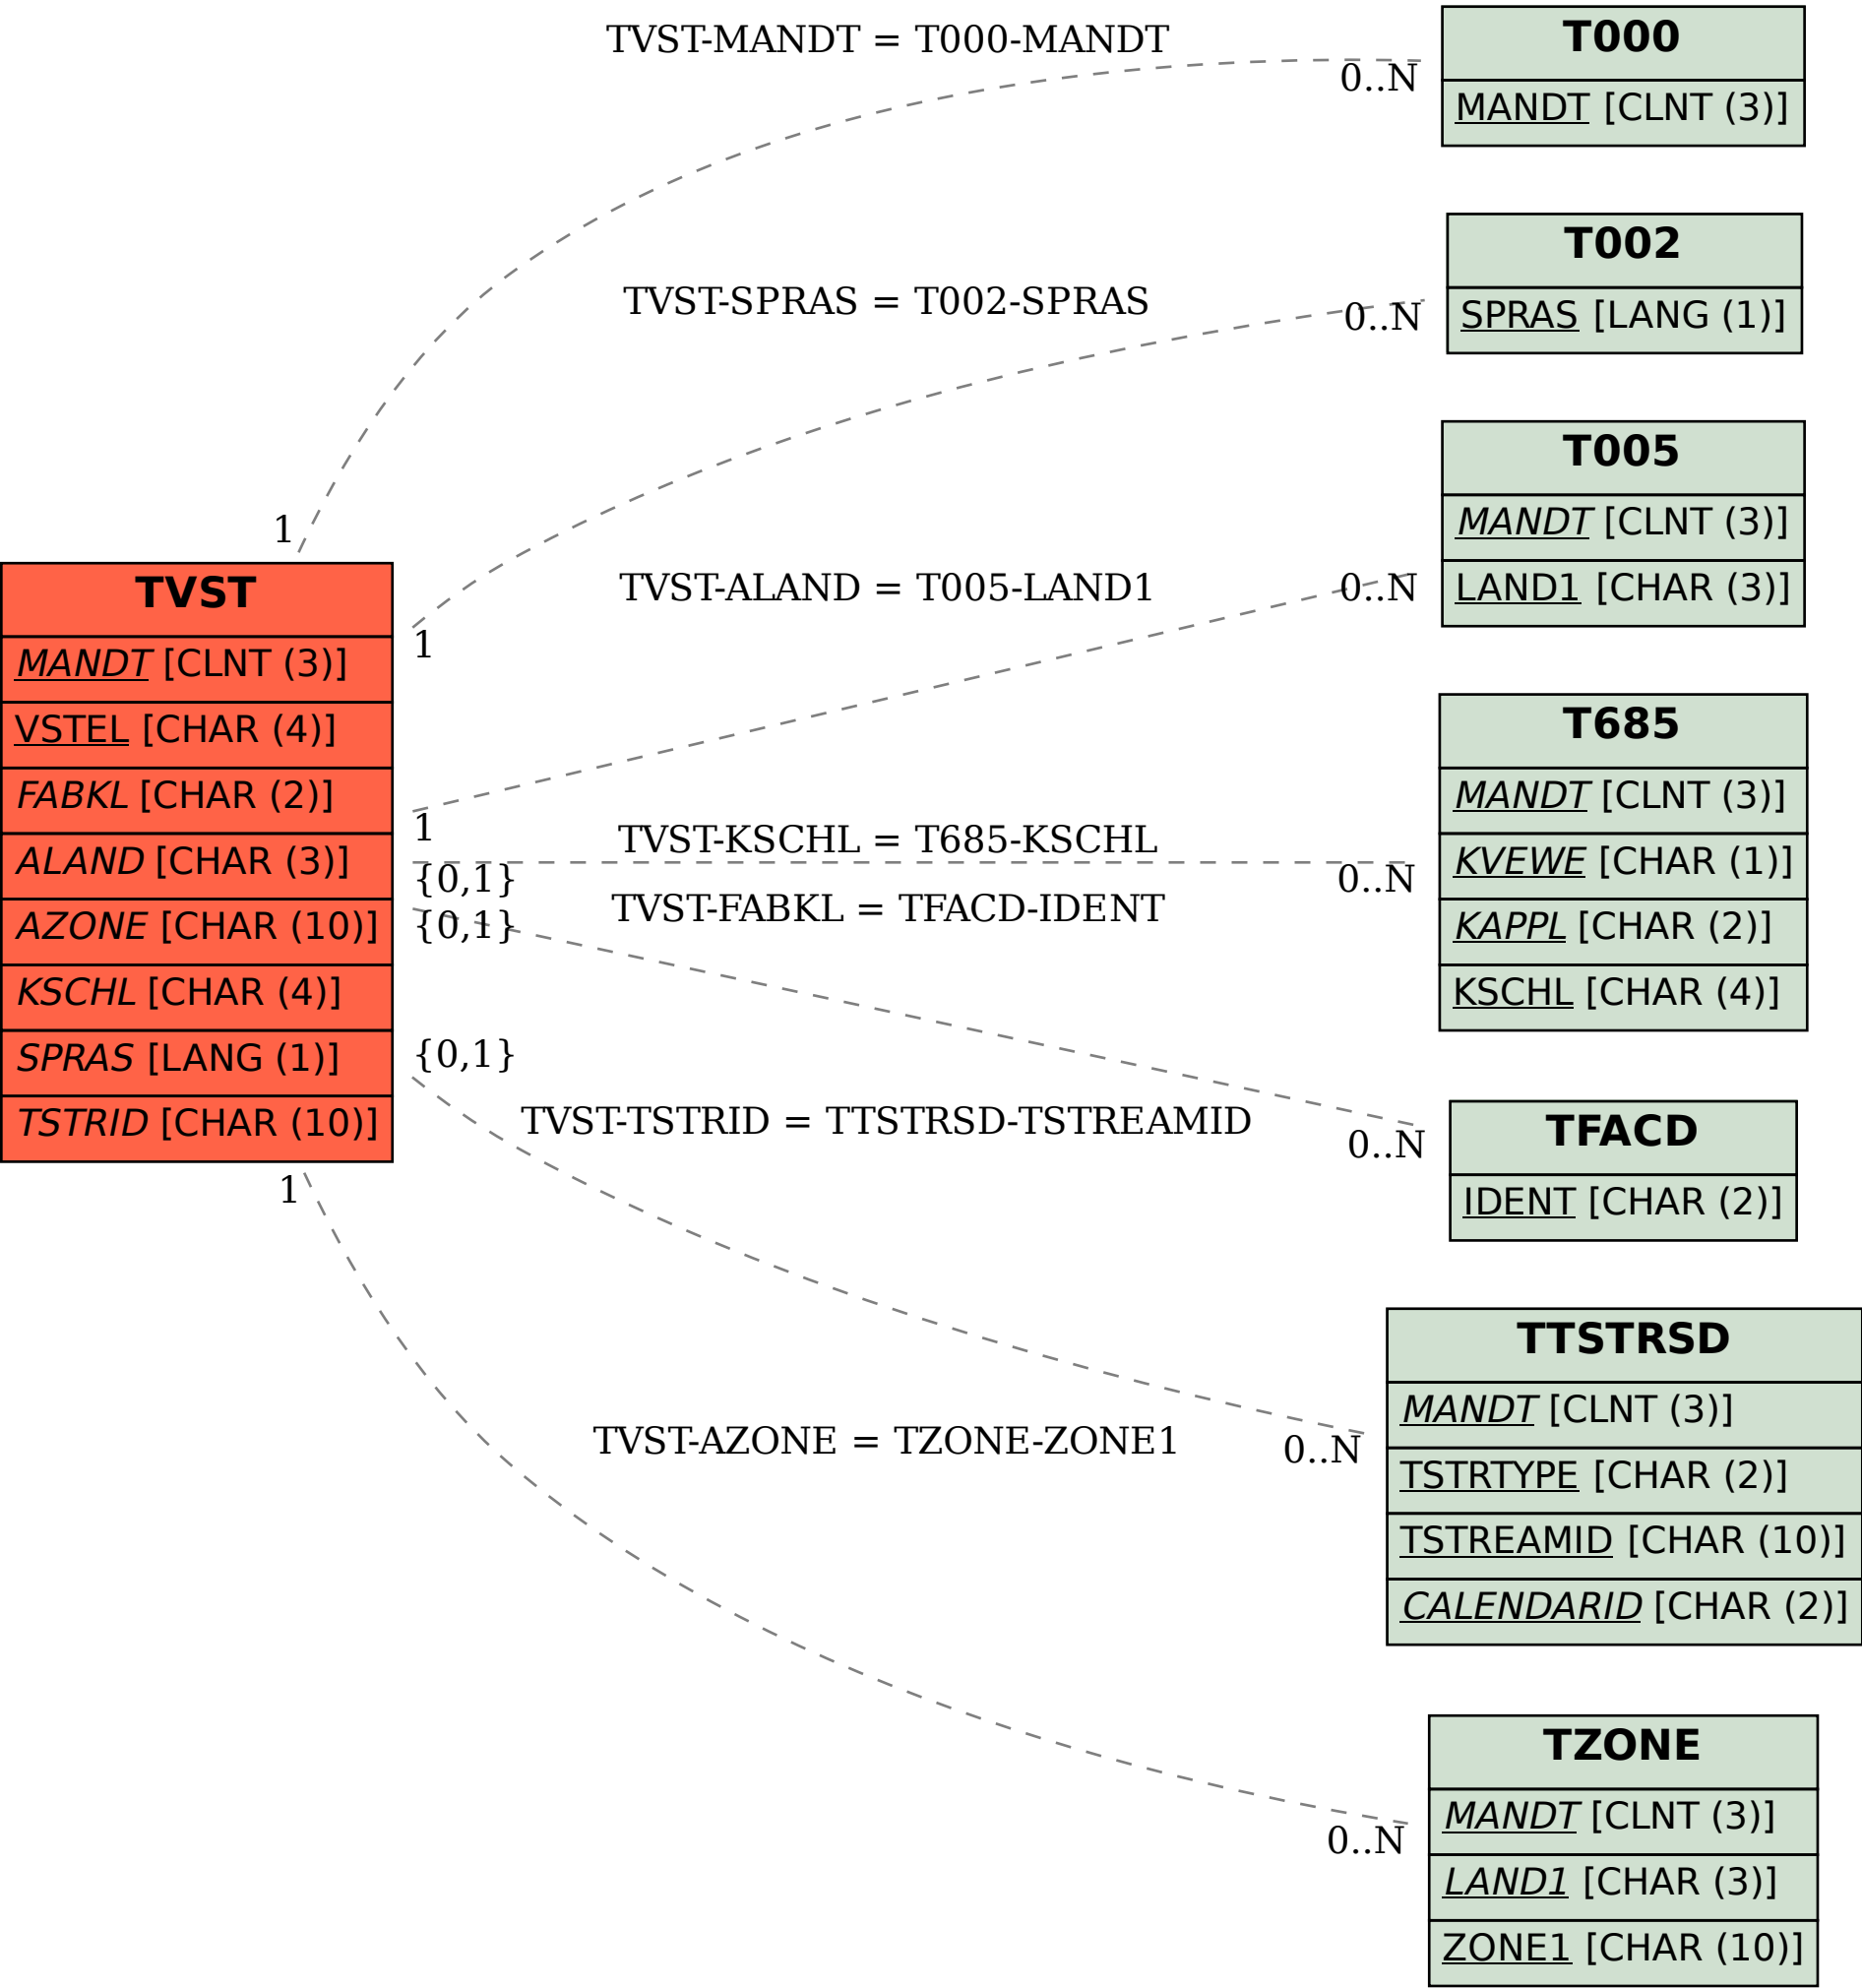 TVST-MANDT = T000-MANDT
0..N
1
T000
MANDT [CLNT (3)]
TVST-SPRAS = T002-SPRAS
0..N
1
T002
SPRAS [LANG (1)]
TVST-ALAND = T005-LAND1
0..N
1
T005
MANDT [CLNT (3)]
LAND1 [CHAR (3)]
TVST
MANDT [CLNT (3)]
VSTEL [CHAR (4)]
FABKL [CHAR (2)]
ALAND [CHAR (3)]
AZONE [CHAR (10)]
KSCHL [CHAR (4)]
SPRAS [LANG (1)]
TSTRID [CHAR (10)]
TVST-KSCHL = T685-KSCHL
{0,1}
0..N
T685
MANDT [CLNT (3)]
KVEWE [CHAR (1)]
KAPPL [CHAR (2)]
KSCHL [CHAR (4)]
TVST-FABKL = TFACD-IDENT
{0,1}
0..N
TFACD
IDENT [CHAR (2)]
{0,1}
TVST-TSTRID = TTSTRSD-TSTREAMID
0..N
TTSTRSD
MANDT [CLNT (3)]
TSTRTYPE [CHAR (2)]
TSTREAMID [CHAR (10)]
CALENDARID [CHAR (2)]
1
TVST-AZONE = TZONE-ZONE1
0..N
TZONE
MANDT [CLNT (3)]
LAND1 [CHAR (3)]
ZONE1 [CHAR (10)]